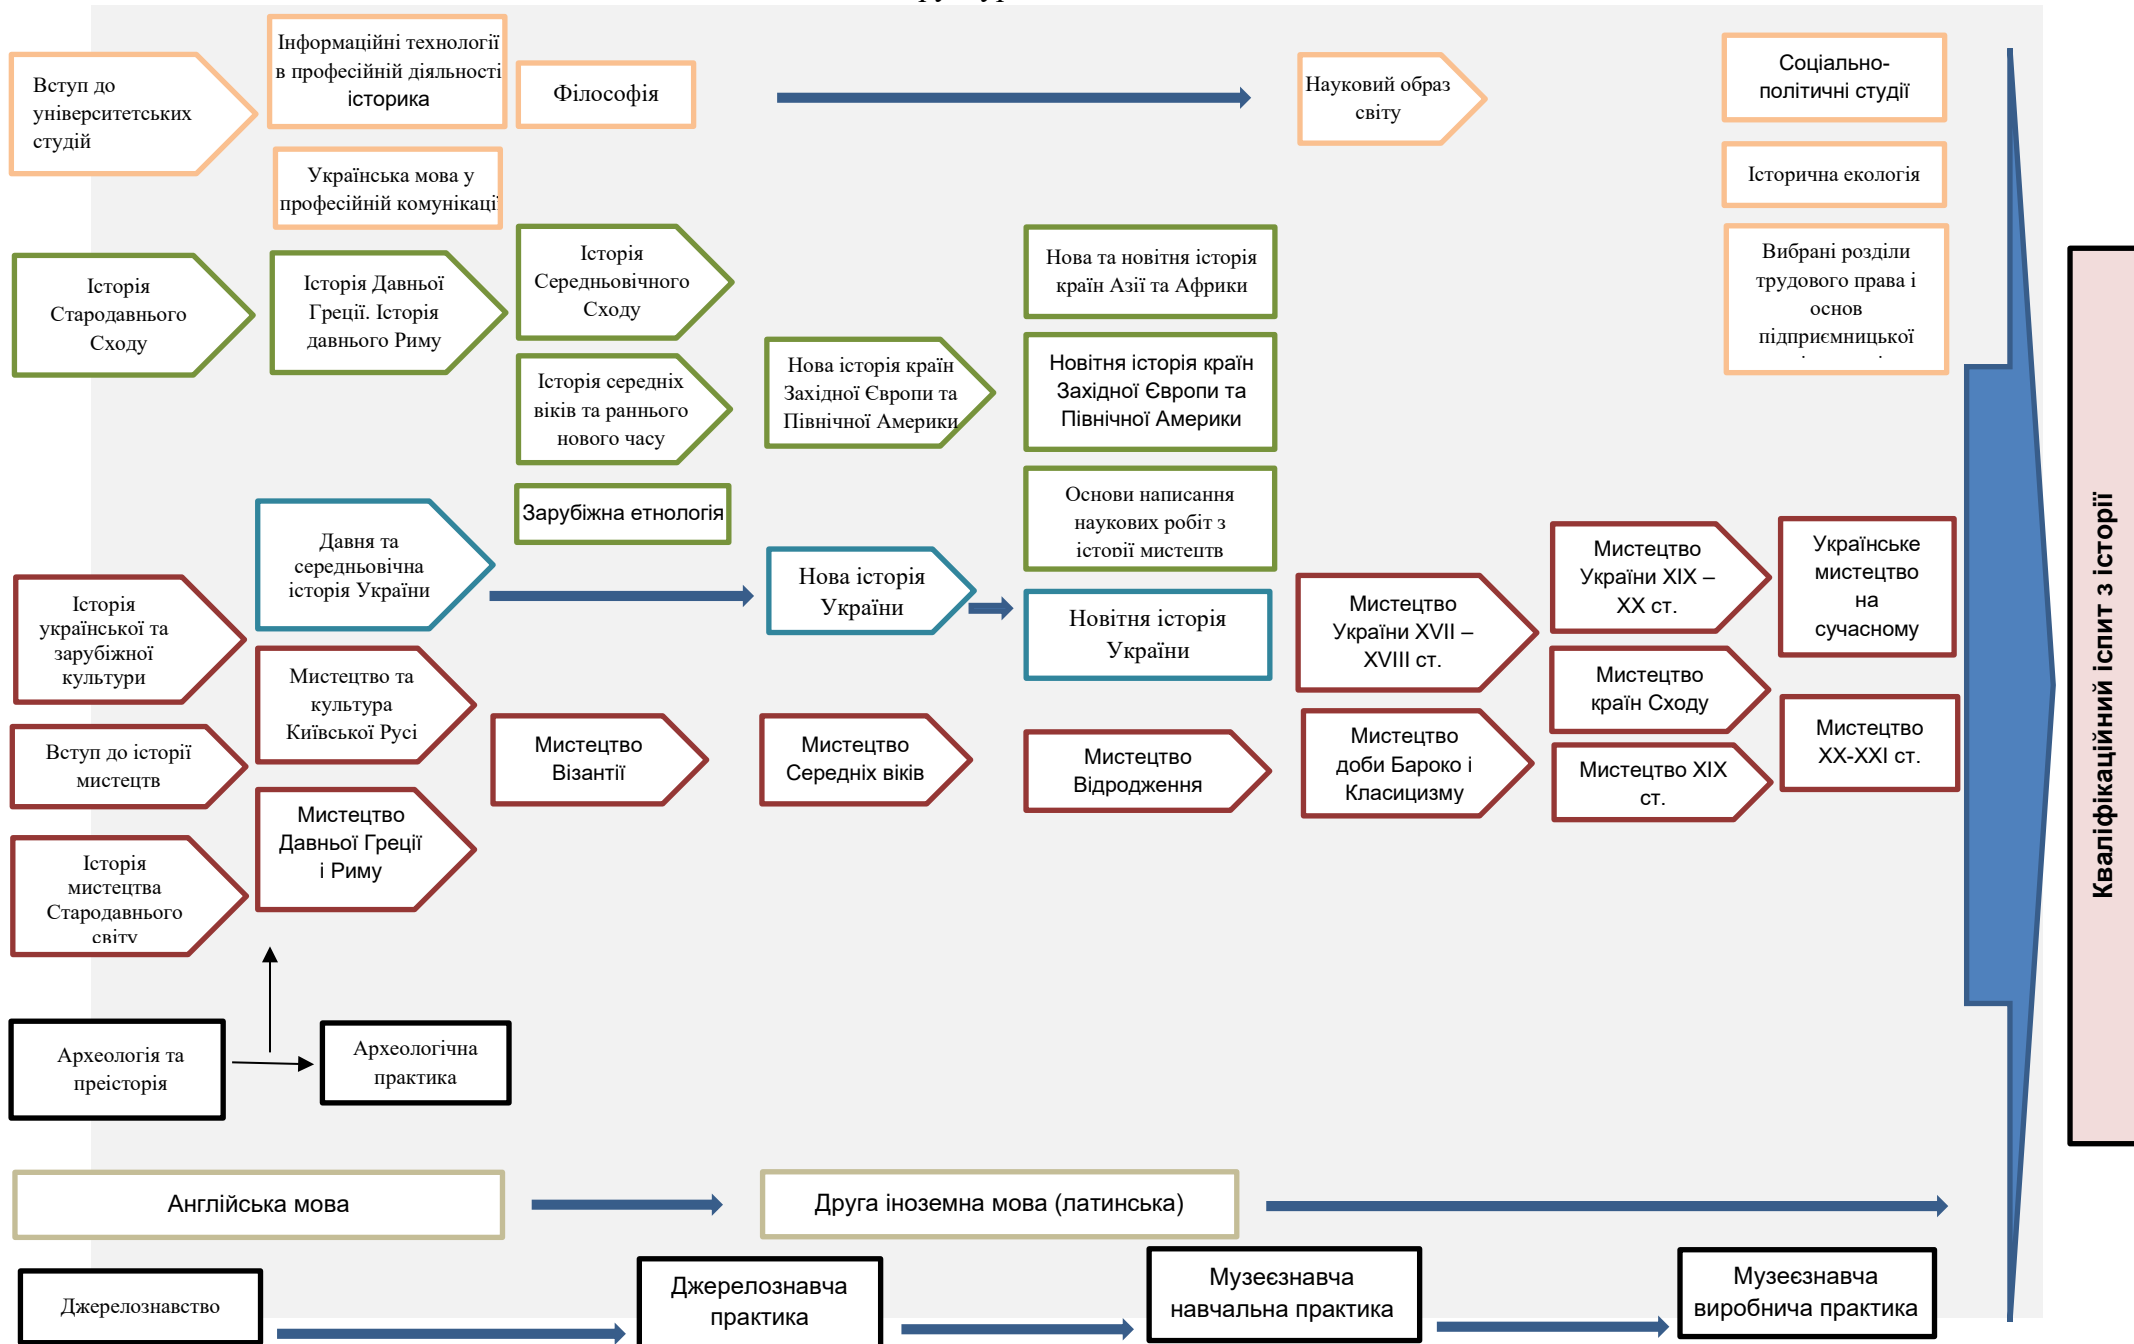 Вступ до
університетських
студій
Інформаційні технології
в професійній діяльності
історика
Філософія
Науковий образ
світу
Соціально-
політичні студії
Українська мова у
професійній комунікації
Історична екологія
Історія
Стародавнього
Сходу
Історія Давньої
Греції. Історія
давнього Риму
Історія
Середньовічного
Сходу
Нова та новітня історія
країн Азії та Африки
Вибрані розділи
трудового права і
основ
підприємницької
Історія середніх
віків та раннього
нового часу
Нова історія країн
Західної Європи та
Північної Америки
Новітня історія країн
Західної Європи та
Північної Америки
Зарубіжна етнологія
Основи написання
наукових робіт з
історії мистецтв
Давня та
середньовічна
історія України
Нова історія
України
Новітня історія
України
Історія
української та
зарубіжної
культури
Мистецтво та
культура
Київської Русі
Мистецтво
України XVII –
XVIII ст.
Мистецтво
України XIX –
XX ст.
Українське
мистецтво
на
сучасному
Мистецтво
країн Сходу
Вступ до історії
мистецтв
Мистецтво
Візантії
Мистецтво
Середніх віків
Мистецтво
Відродження
Мистецтво
доби Бароко і
Класицизму
Мистецтво XIX
ст.
Мистецтво
XX-XXI ст.
Історія
мистецтва
Стародавнього
світу
Мистецтво
Давньої Греції
і Риму
Археологія та
преісторія
Археологічна
практика
Англійська мова
Друга іноземна мова (латинська)
Джерелознавство
Джерелознавча
практика
Музеєзнавча
навчальна практика
Музеєзнавча
виробнича практика
Кваліфікаційний іспит з історії